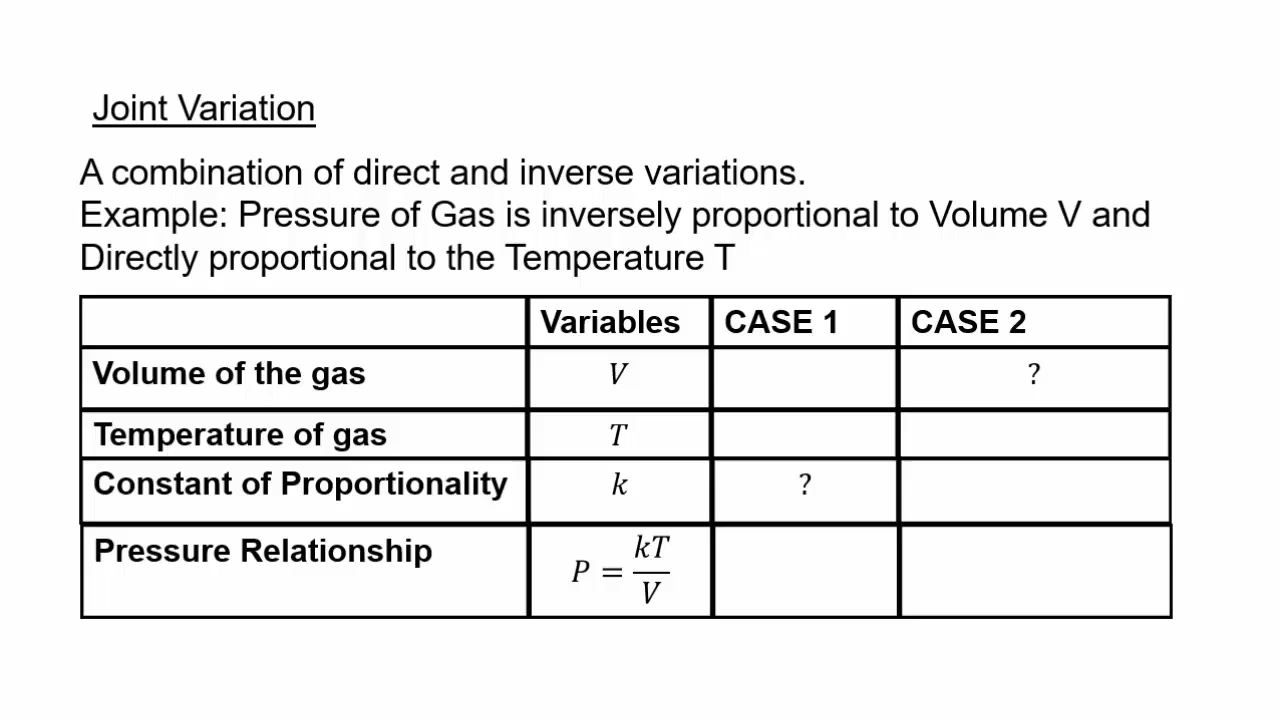 Joint Variation
A combination of direct and inverse variations.
Example: Pressure of Gas is inversely proportional to Volume V and
Directly proportional to the Temperature T
Variables CASE 1 CASE 2
Volume of the gas V ?
Temperature of gas T
Constant of Proportionality k ?
Pressure Relationship P = kT/V